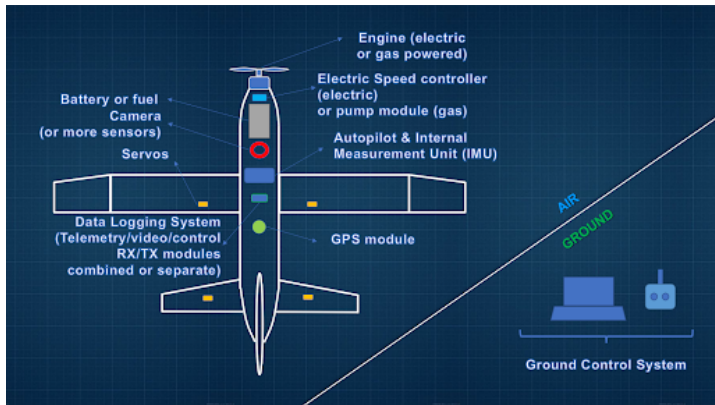 Engine (electric
or gas powered)
Electric Speed controller
(electric)
or pump module (gas)
Battery or fuel
Camera
(or more sensors)
Autopilot & Internal
Measurement Unit (IMU)
Servos
Data Logging System
(Telemetry/video/control
RX/TX modules
combined or separate)
GPS module
AIR
GROUND
Ground Control System